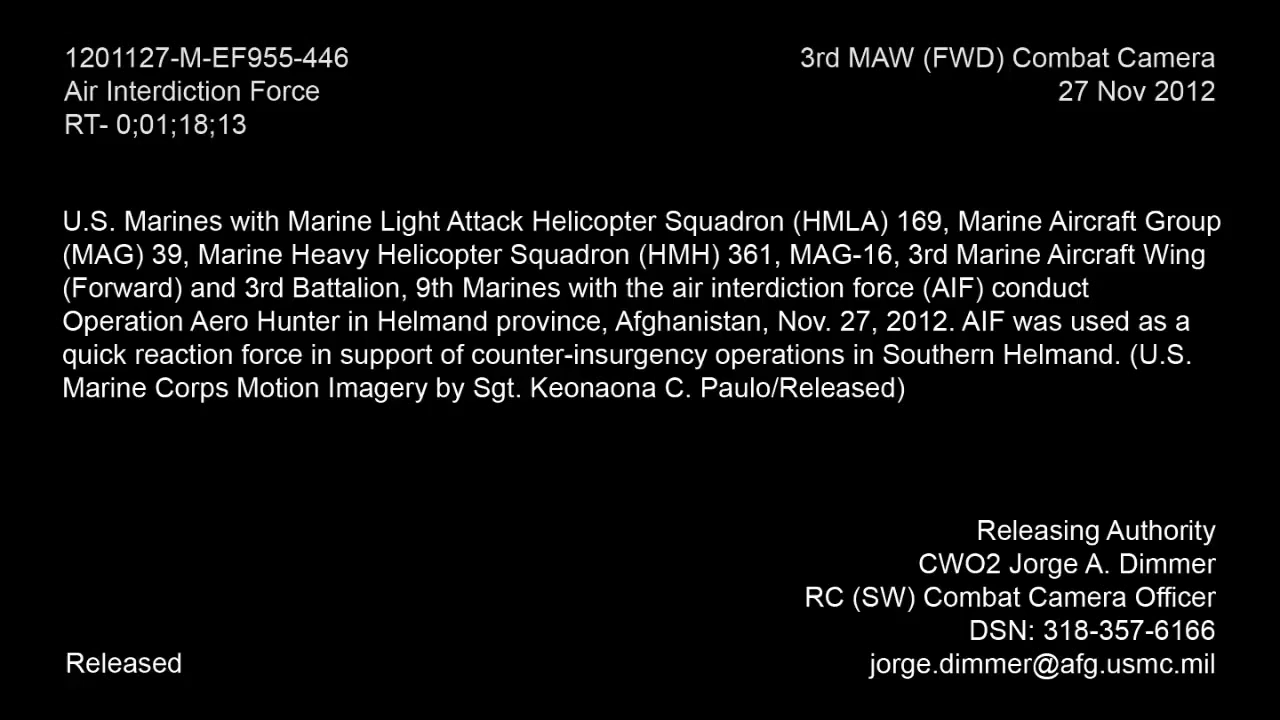 1201127-M-EF955-446
Air Interdiction Force
RT- 0;01;18;13
3rd MAW (FWD) Combat Camera
27 Nov 2012
U.S. Marines with Marine Light Attack Helicopter Squadron (HMLA) 169, Marine Aircraft Group
(MAG) 39, Marine Heavy Helicopter Squadron (HMH) 361, MAG-16, 3rd Marine Aircraft Wing
(Forward) and 3rd Battalion, 9th Marines with the air interdiction force (AIF) conduct
Operation Aero Hunter in Helmand province, Afghanistan, Nov. 27, 2012. AIF was used as a
quick reaction force in support of counter-insurgency operations in Southern Helmand. (U.S.
Marine Corps Motion Imagery by Sgt. Keonaona C. Paulo/Released)
Releasing Authority
CWO2 Jorge A. Dimmer
RC (SW) Combat Camera Officer
DSN: 318-357-6166
jorge.dimmer@afg.usmc.mil
Released